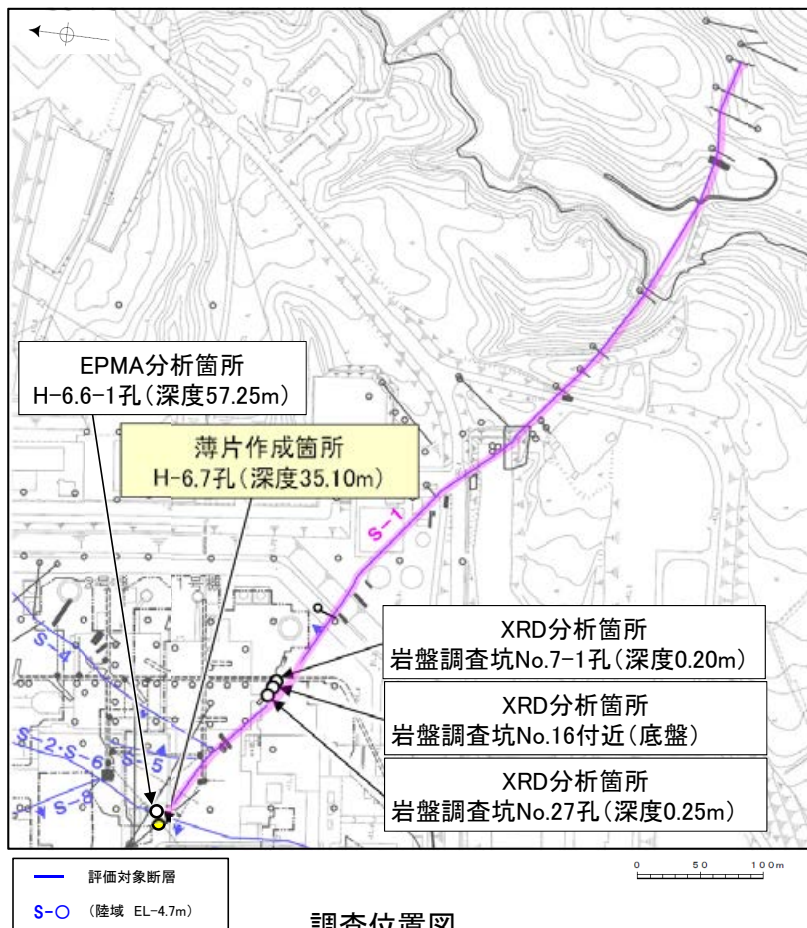 EPMA分析箇所
H-6.6-1孔(深度57.25m)
薄片作成箇所
H-6.7孔(深度35.10m)
S-1
XRD分析箇所
岩盤調査坑No.7-1孔(深度0.20m)
XRD分析箇所
岩盤調査坑No.16付近(底盤)
XRD分析箇所
岩盤調査坑No.27孔(深度0.25m)
S-4
S-2・S-6
S-5
S-8
0 50 100m
評価対象断層
S-○ (陸域 EL-4.7m)
調査位置図